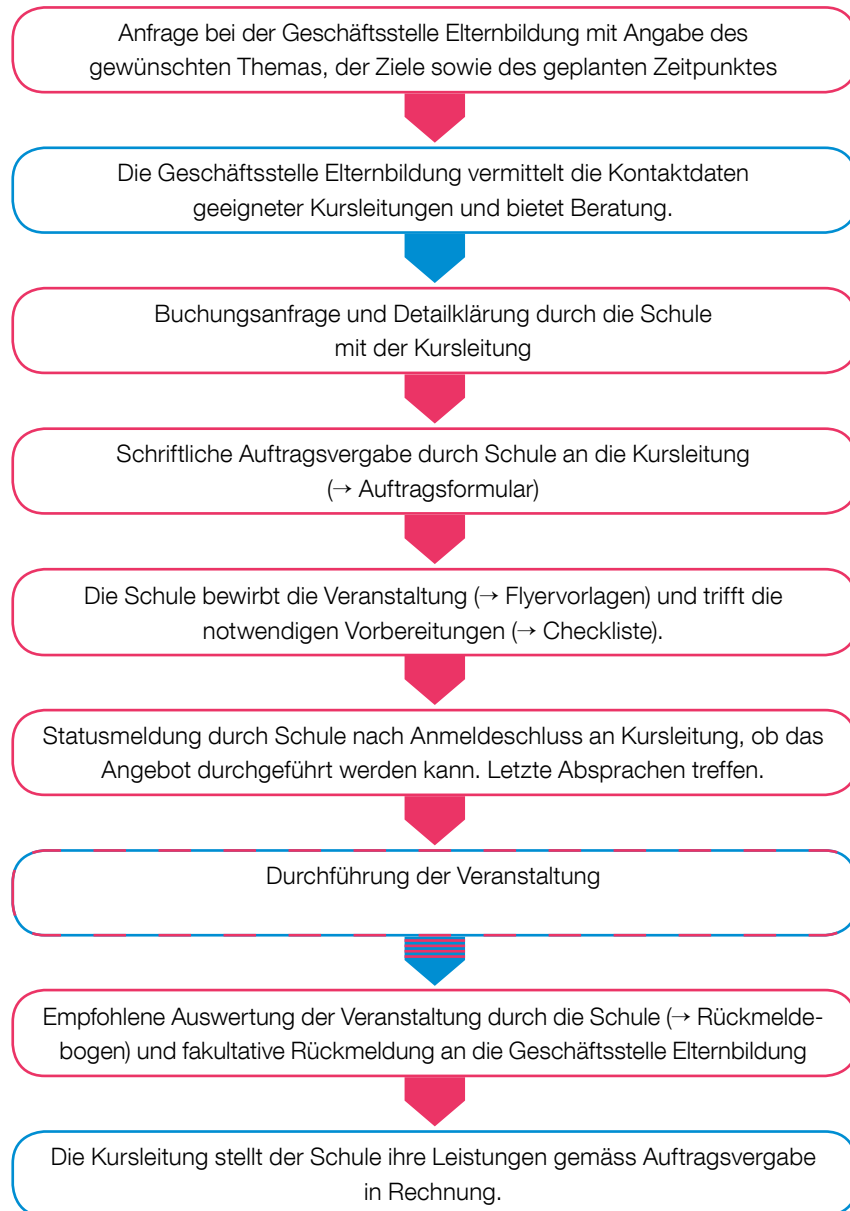 Anfrage bei der Geschäftsstelle Elternbildung mit Angabe des
gewünschten Themas, der Ziele sowie des geplanten Zeitpunktes
Die Geschäftsstelle Elternbildung vermittelt die Kontaktdaten
geeigneter Kursleitungen und bietet Beratung.
Buchungsanfrage und Detailklärung durch die Schule
mit der Kursleitung
Schriftliche Auftragsvergabe durch Schule an die Kursleitung
(→ Auftragsformular)
Die Schule bewirbt die Veranstaltung (→ Flyervorlagen) und trifft die
notwendigen Vorbereitungen (→ Checkliste).
Statusmeldung durch Schule nach Anmeldeschluss an Kursleitung, ob das
Angebot durchgeführt werden kann. Letzte Absprachen treffen.
Durchführung der Veranstaltung
Empfohlene Auswertung der Veranstaltung durch die Schule (→ Rückmelde-
bogen) und fakultative Rückmeldung an die Geschäftsstelle Elternbildung
Die Kursleitung stellt der Schule ihre Leistungen gemäss Auftragsvergabe
in Rechnung.